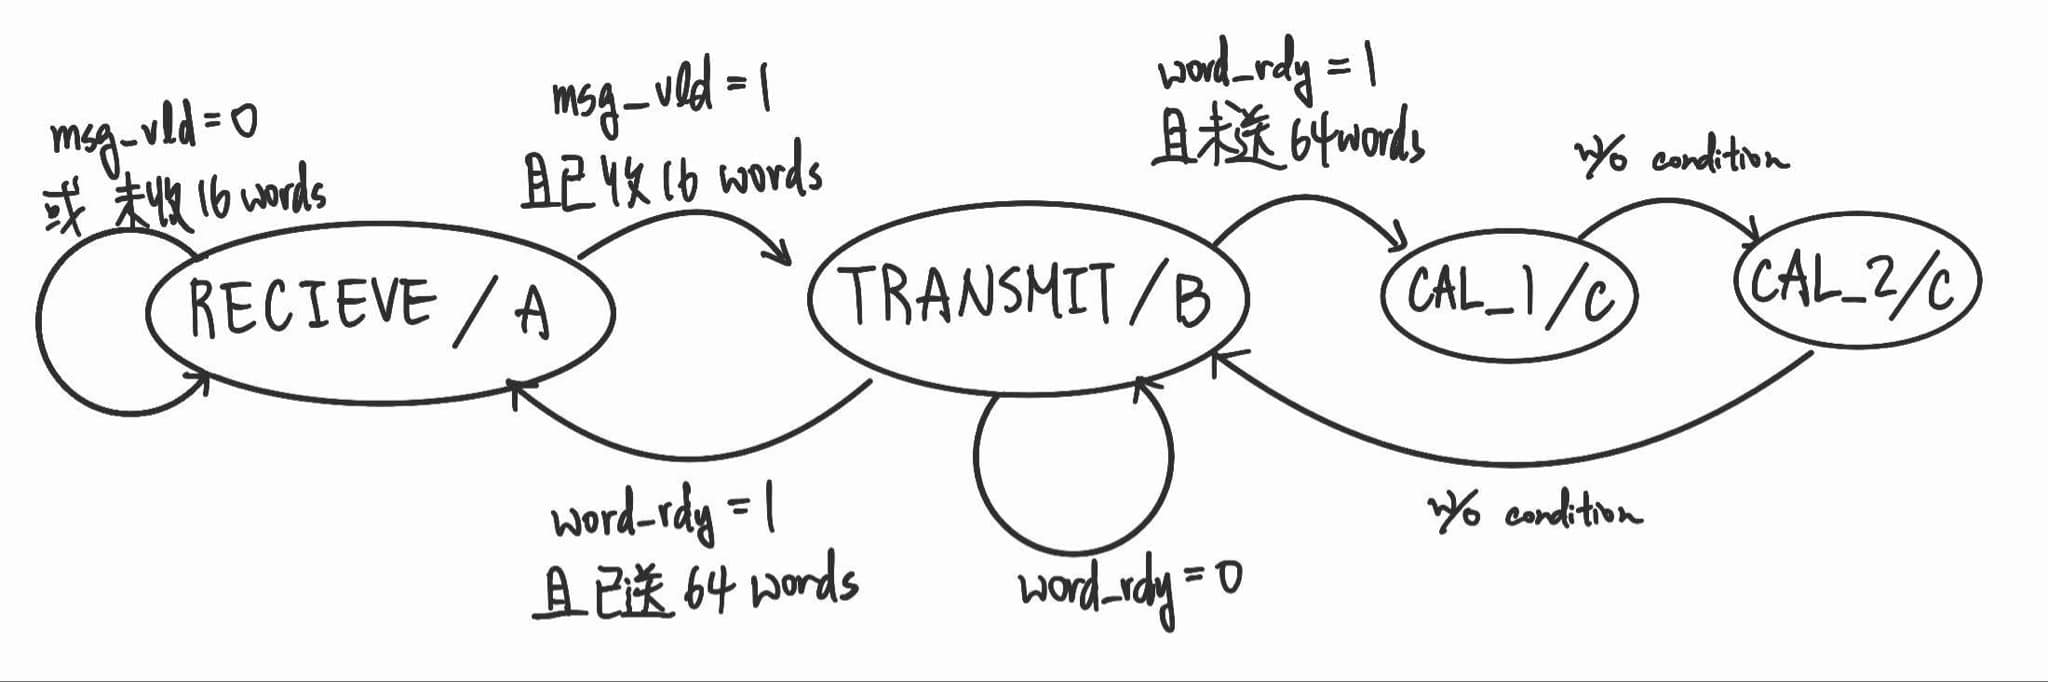 msg_vld = 0
或 未收 16 words
msg_vld = 1
且已收 16 words
word_rdy = 1
且未送 64 words
w/o condition
RECIEVE / A
TRANSMIT / B
CAL_1 / C
CAL_2 / C
word_rdy = 1
且已送 64 words
word_rdy = 0
w/o condition